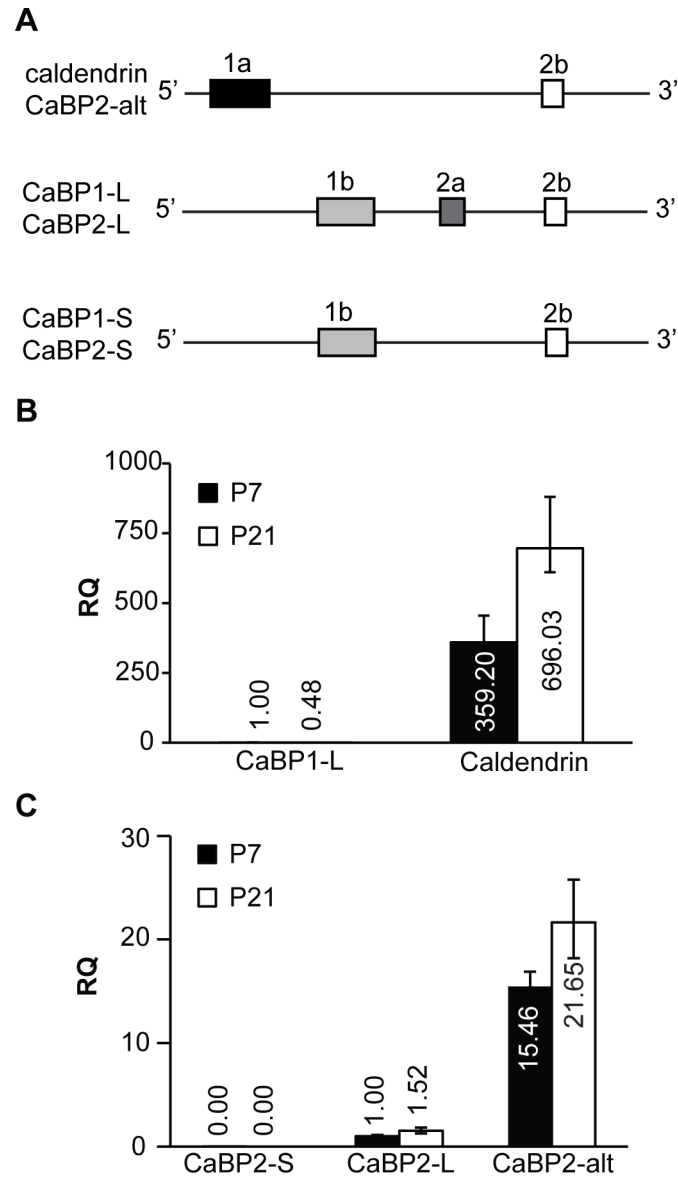 A
caldendrin
CaBP2-alt
5’
1a
2b
3’
CaBP1-L
CaBP2-L
5’
1b
2a
2b
3’
CaBP1-S
CaBP2-S
5’
1b
2b
3’
B
1000
750
500
250
0
RQ
P7
P21
1.00
0.48
359.20
696.03
CaBP1-L
Caldendrin
C
30
20
10
0
RQ
P7
P21
0.00
0.00
1.00
1.52
15.46
21.65
CaBP2-S
CaBP2-L
CaBP2-alt